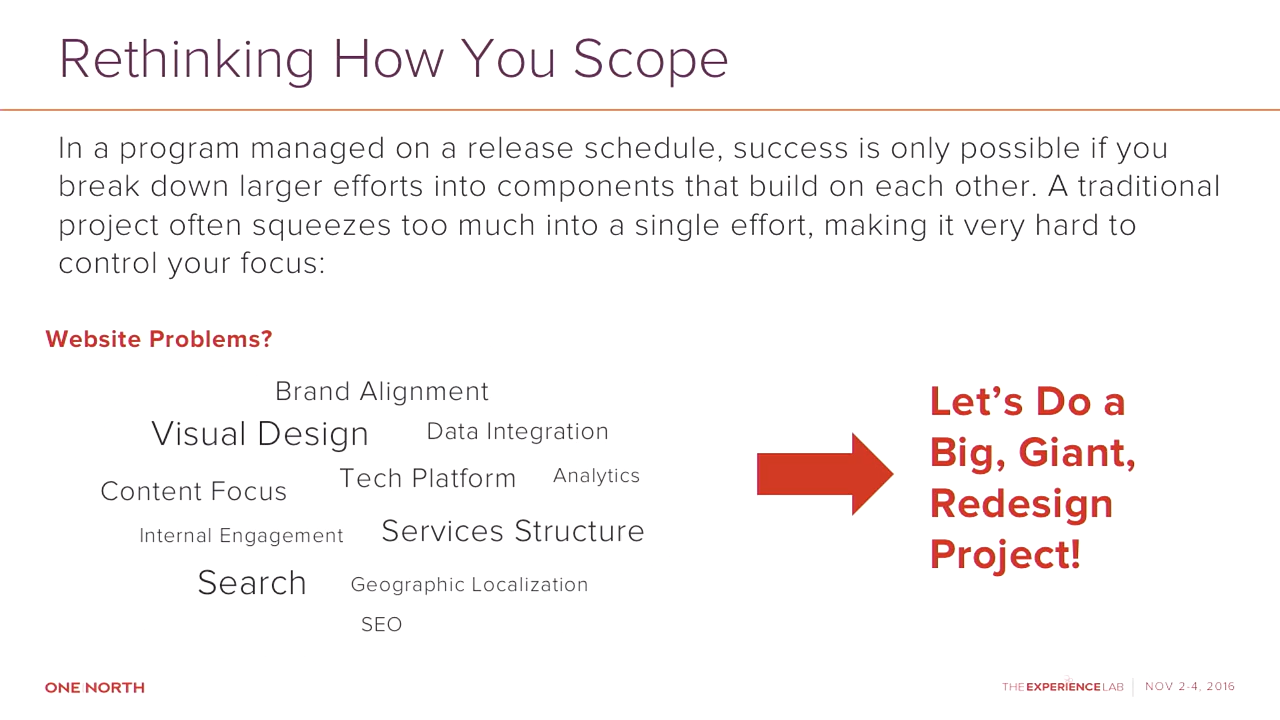 Rethinking How You Scope
In a program managed on a release schedule, success is only possible if you
break down larger efforts into components that build on each other. A traditional
project often squeezes too much into a single effort, making it very hard to
control your focus:
Website Problems?
Brand Alignment
Visual Design
Data Integration
Tech Platform
Analytics
Content Focus
Internal Engagement
Services Structure
Search
Geographic Localization
SEO
Let's Do a
Big, Giant,
Redesign
Project!
ONE NORTH
THE EXPERIENCE LAB
NOV 2-4, 2016